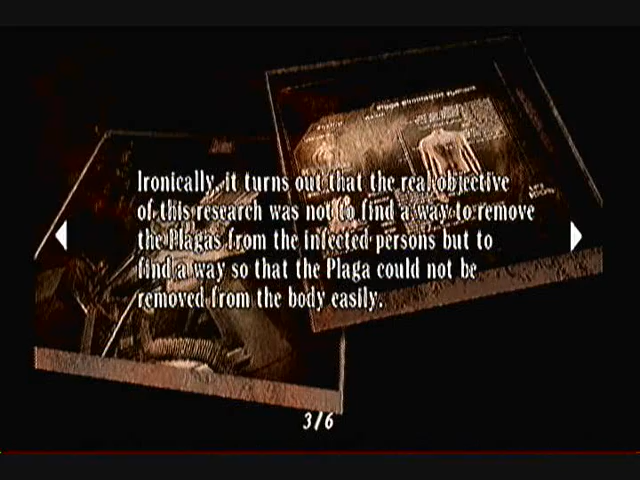 Ironically, it turns out that the real objective
of this research was not to find a way to remove
the Plagas from the infected persons but to
find a way so that the Plaga could not be
removed from the body easily.
3/6